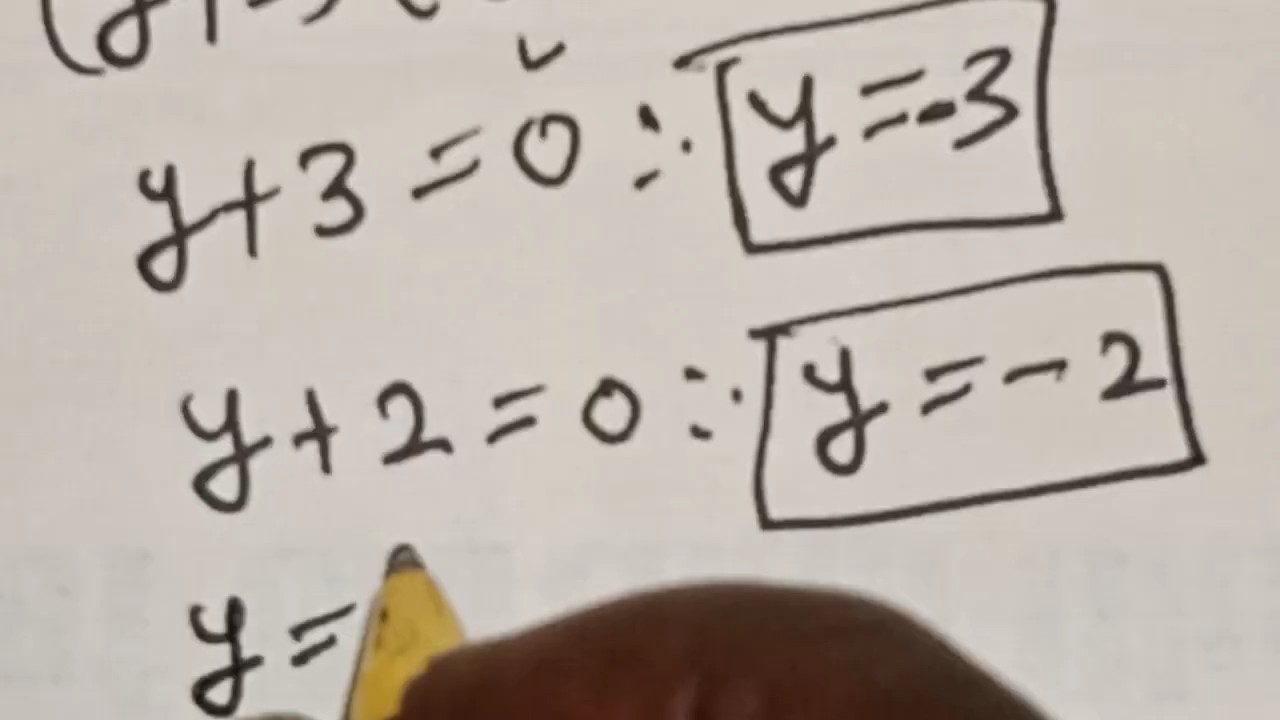 y+3=0 ∴ y=-3
y+2=0 ∴ y=-2
y=